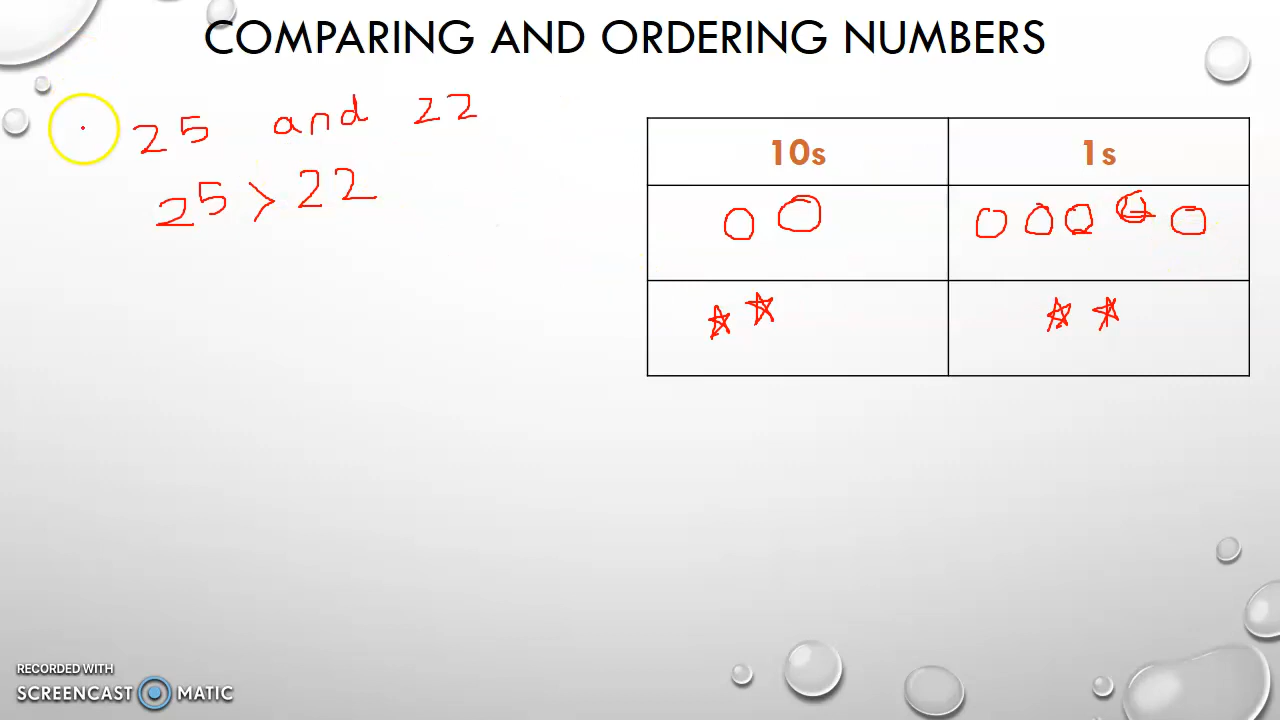 COMPARING AND ORDERING NUMBERS
25 and 22
25 > 22
10s 1s
RECORDED WITH
SCREENCAST MATIC